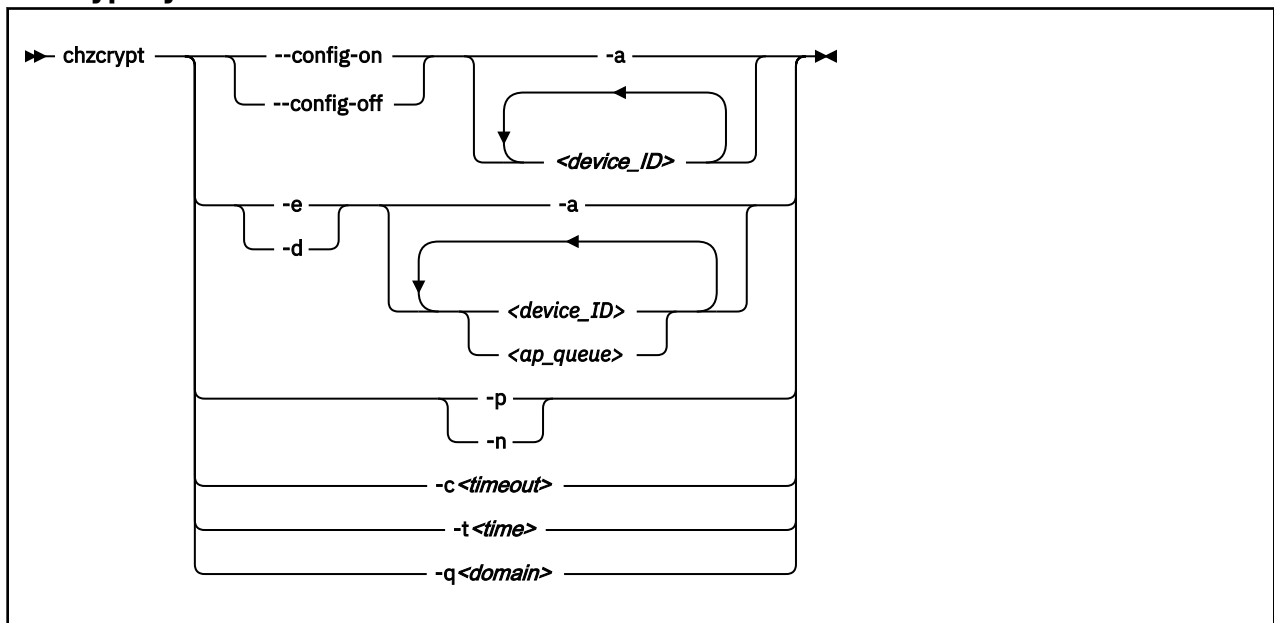 chzcrypt --config-on -a
--config-off
<device_ID>
-e -a
-d
<device_ID>
<ap_queue>
-p
-n
-c<timeout>
-t<time>
-q<domain>